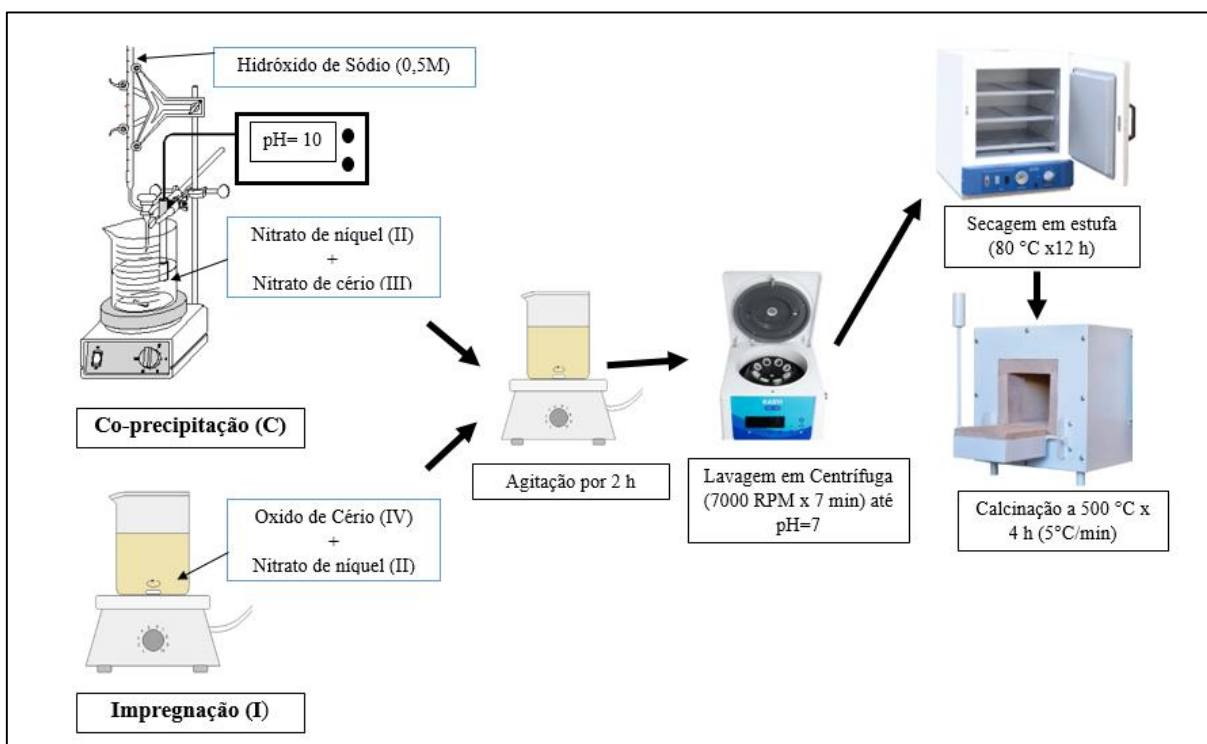 Hidróxido de Sódio (0,5M)
pH= 10
Nitrato de níquel (II)
+
Nitrato de cério (III)
Co-precipitação (C)
Oxido de Cério (IV)
+
Nitrato de níquel (II)
Impregnação (I)
Agitação por 2 h
Lavagem em Centrífuga
(7000 RPM x 7 min) até
pH=7
Secagem em estufa
(80 °C x12 h)
Calcinação a 500 °C x
4 h (5°C/min)